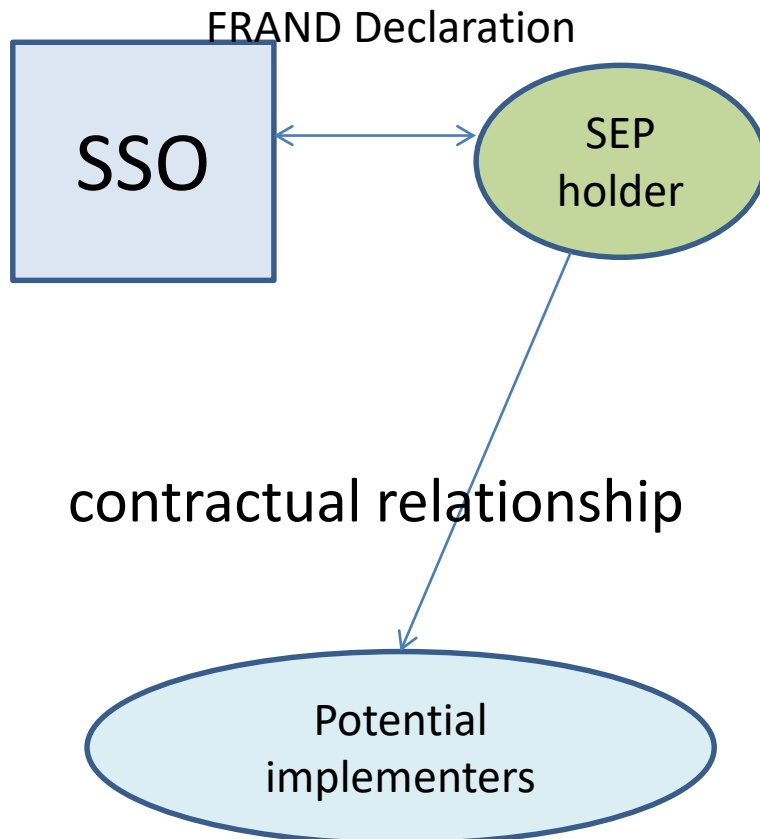 FRAND Declaration
SSO
SEP
holder
contractual relationship
Potential
implementers